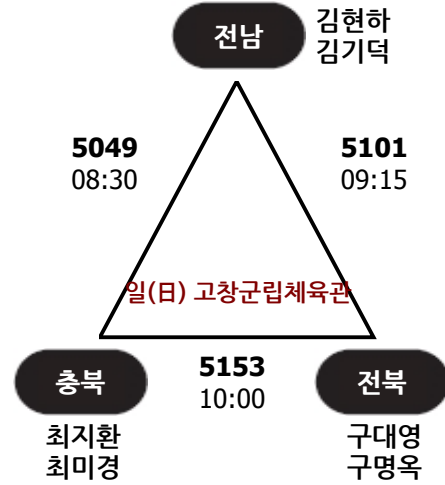 전남
김현하
김기덕
5049
08:30
5101
09:15
일(日) 고창군립체육관
5153
10:00
충북
최지환
최미경
전북
구대영
구명옥